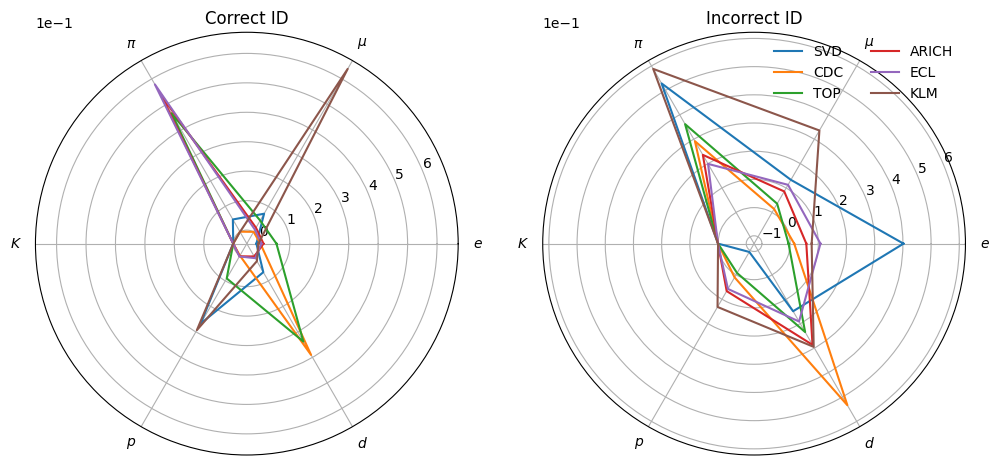 Correct ID
1e−1
e
μ
π
K
p
d
0
1
2
3
4
5
6
Incorrect ID
1e−1
e
μ
π
K
p
d
−1
0
1
2
3
4
5
6
SVD
CDC
TOP
ARICH
ECL
KLM